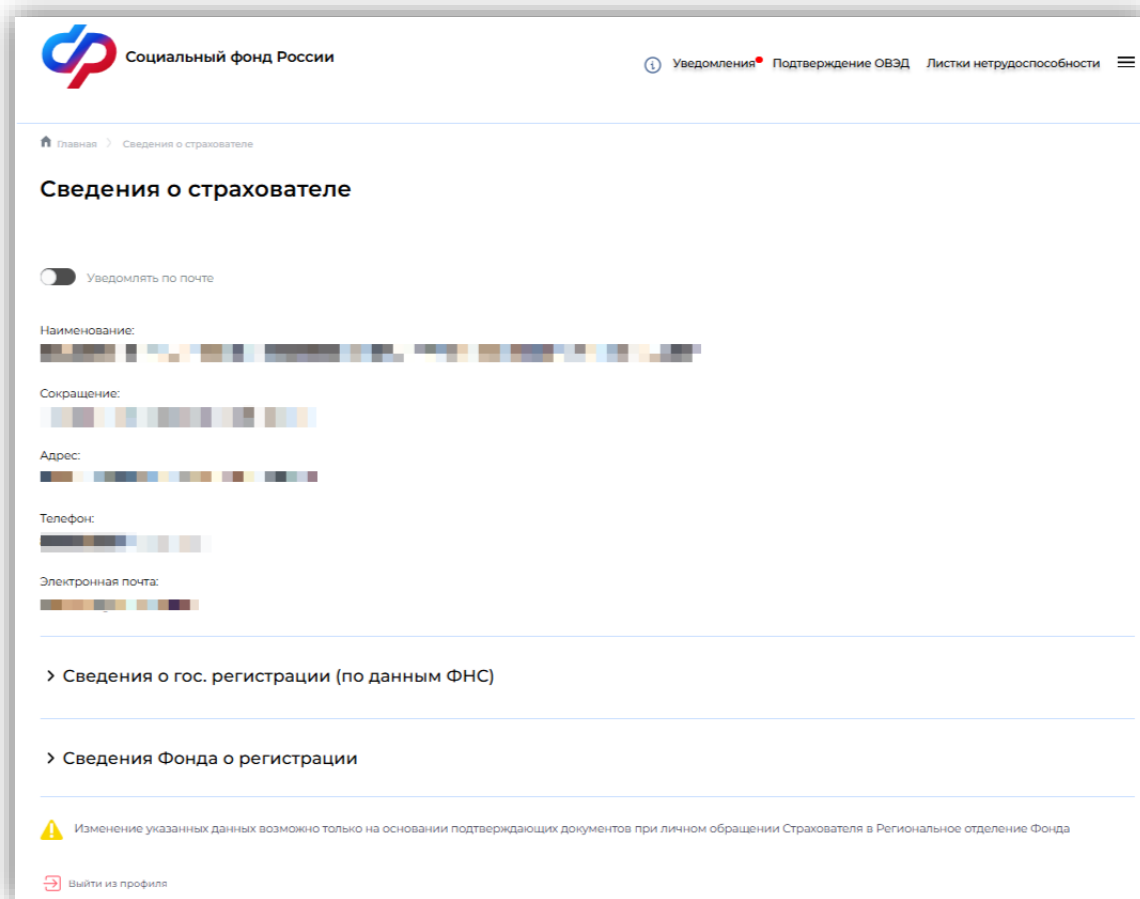 Социальный фонд России
Уведомления Подтверждение ОВЭД Листки нетрудоспособности
Главная Сведения о страхователе
Сведения о страхователе
Уведомлять по почте
Наименование:
Сокращение:
Адрес:
Телефон:
Электронная почта:
Сведения о гос. регистрации (по данным ФНС)
Сведения Фонда о регистрации
Изменение указанных данных возможно только на основании подтверждающих документов при личном обращении Страхователя в Региональное отделение Фонда
Выйти из профиля